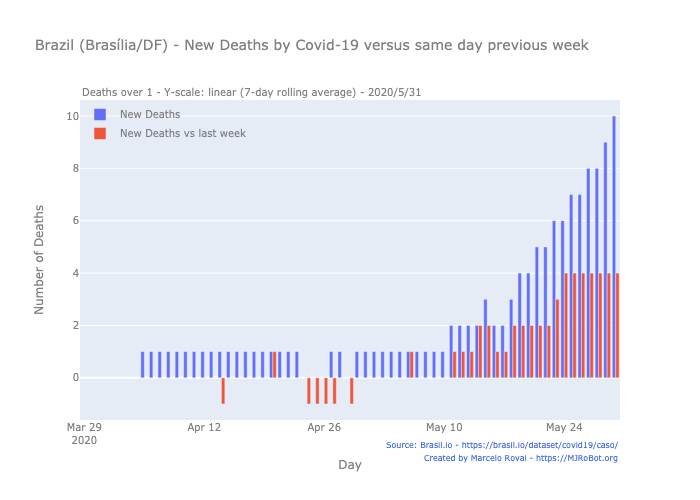 Brazil (Brasília/DF) - New Deaths by Covid-19 versus same day previous week
Deaths over 1 - Y-scale: linear (7-day rolling average) - 2020/5/31
New Deaths
New Deaths vs last week
Number of Deaths
10
8
6
4
2
0
Mar 29
2020
Apr 12
Apr 26
May 10
May 24
Source: Brasil.io - https://brasil.io/dataset/covid19/caso/
Created by Marcelo Rovai - https://MJRoBot.org
Day